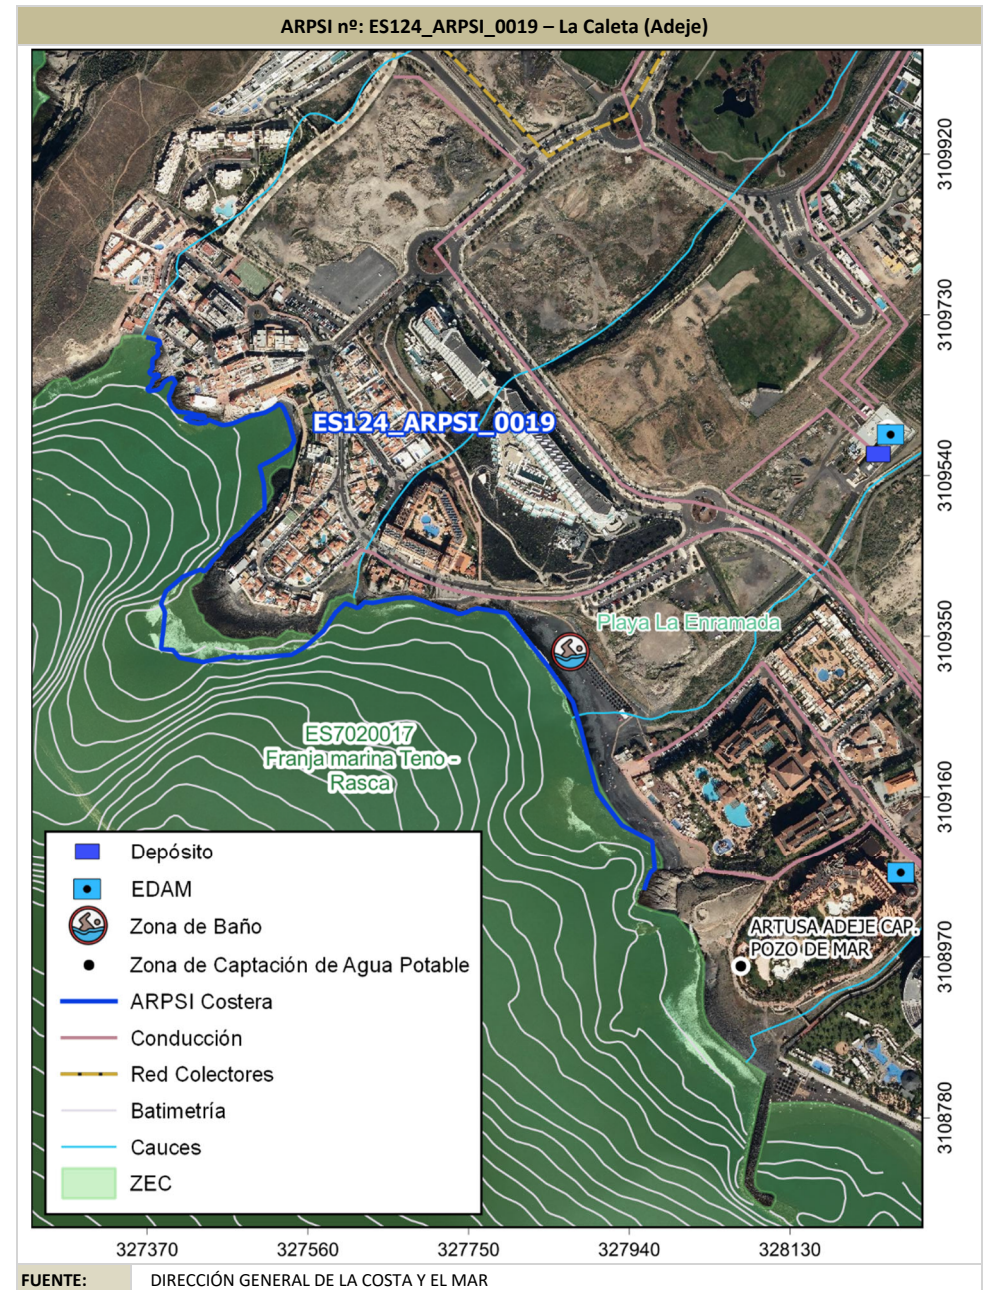 ARPSI nº: ES124_ARPSI_0019 – La Caleta (Adeje)
3109920
3109730
ES124_ARPSI_0019
3109540
3109350
Playa La Enramada
ES7020017
Franja marina Teno -
Rasca
3109160
ARTUSA ADEJE CAP.
POZO DE MAR
3108970
3108780
Depósito
EDAM
Zona de Baño
Zona de Captación de Agua Potable
ARPSI Costera
Conducción
Red Colectores
Batimetría
Cauces
ZEC
327370
327560
327750
327940
328130
FUENTE: DIRECCIÓN GENERAL DE LA COSTA Y EL MAR